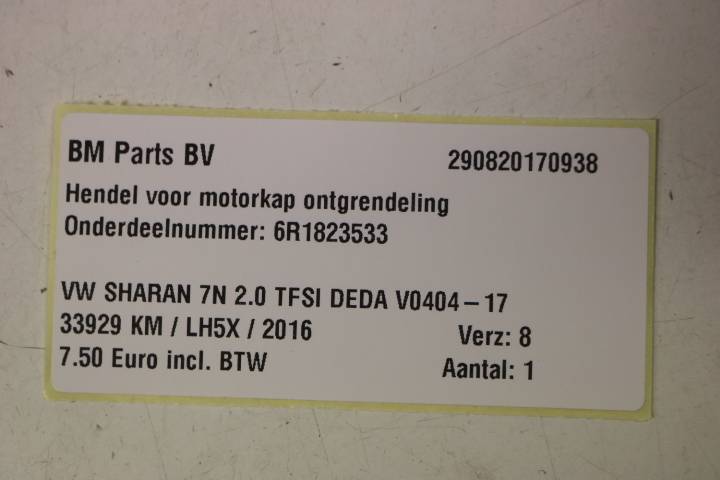 BM Parts BV 290820170938
Hendel voor motorkap ontgrendeling
Onderdeelnummer: 6R1823533
VW SHARAN 7N 2.0 TFSI DEDA V0404-17
33929 KM / LH5X / 2016 Verz: 8
7.50 Euro incl. BTW Aantal: 1